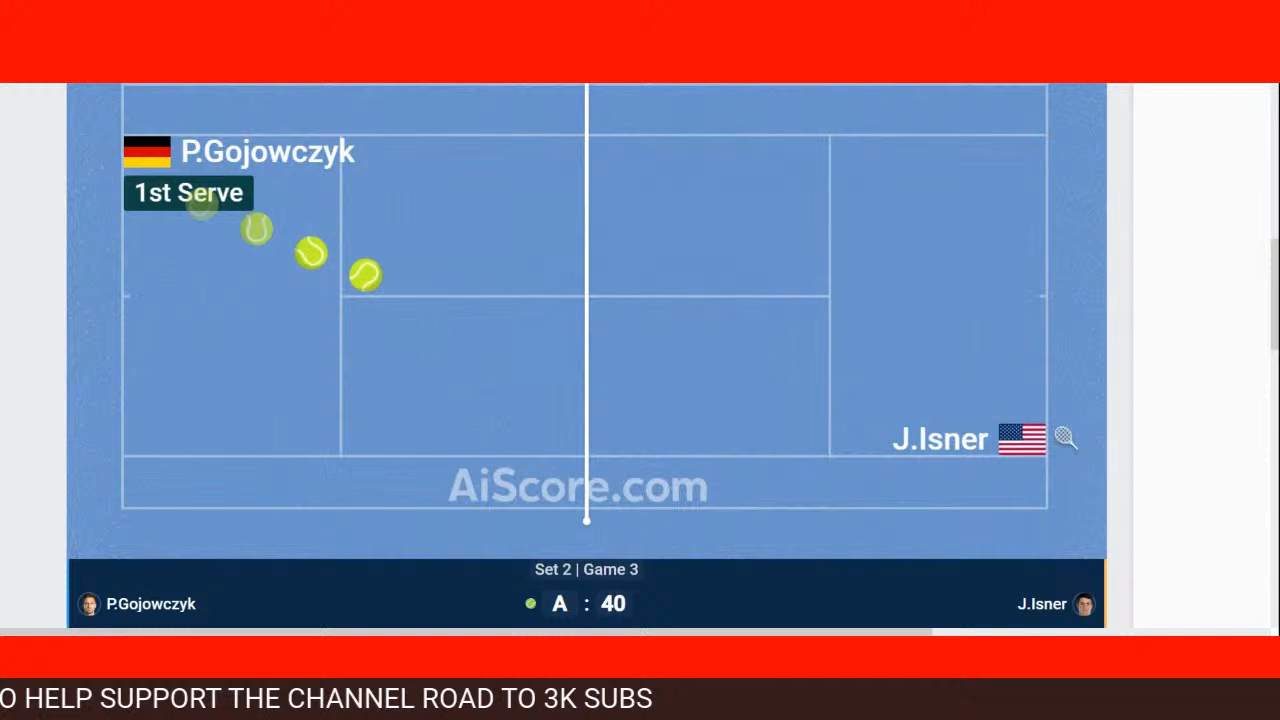 P.Gojowczyk
1st Serve
J.Isner
AiScore.com
Set 2 | Game 3
P.Gojowczyk A : 40 J.Isner
O HELP SUPPORT THE CHANNEL ROAD TO 3K SUBS